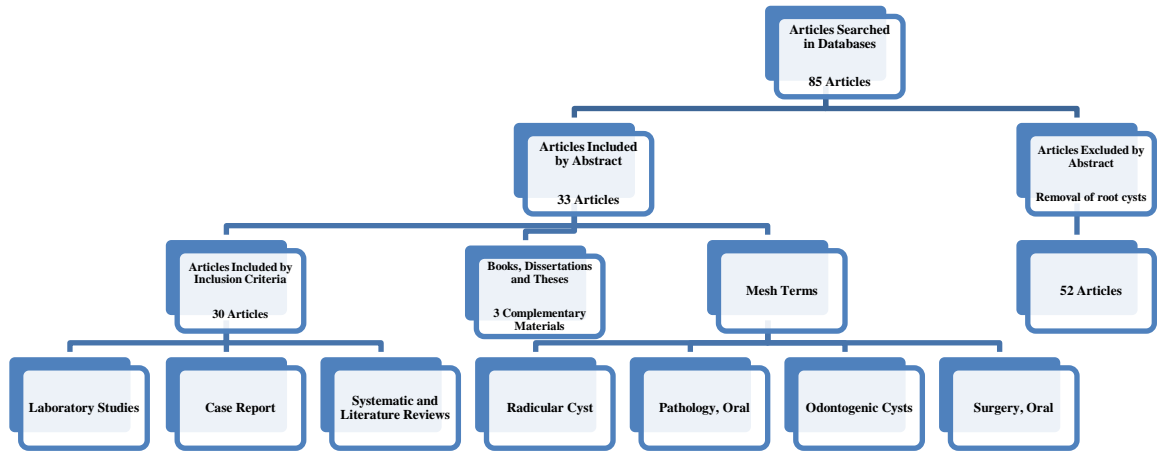 Articles Searched
in Databases
85 Articles
Articles Included
by Abstract
33 Articles
Articles Excluded by
Abstract
Removal of root cysts
Articles Included by
Inclusion Criteria
30 Articles
Books, Dissertations
and Theses
3 Complementary
Materials
Mesh Terms
52 Articles
Laboratory Studies
Case Report
Systematic and
Literature Reviews
Radicular Cyst
Pathology, Oral
Odontogenic Cysts
Surgery, Oral